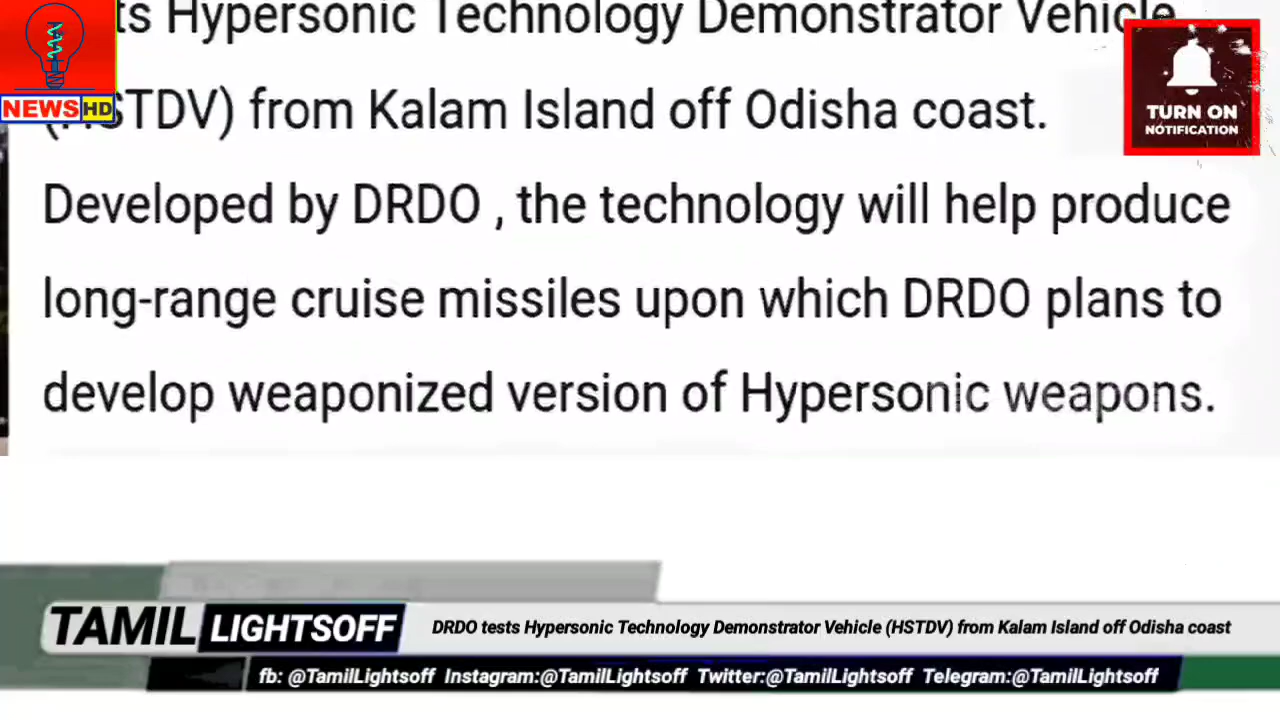 ts Hypersonic Technology Demonstrator Vehicle
(HSTDV) from Kalam Island off Odisha coast.
Developed by DRDO , the technology will help produce
long-range cruise missiles upon which DRDO plans to
develop weaponized version of Hypersonic weapons.
NEWS HD
TURN ON
NOTIFICATION
TAMIL LIGHTSOFF
DRDO tests Hypersonic Technology Demonstrator Vehicle (HSTDV) from Kalam Island off Odisha coast
fb: @TamilLightsoff Instagram:@TamilLightsoff Twitter:@TamilLightsoff Telegram:@TamilLightsoff